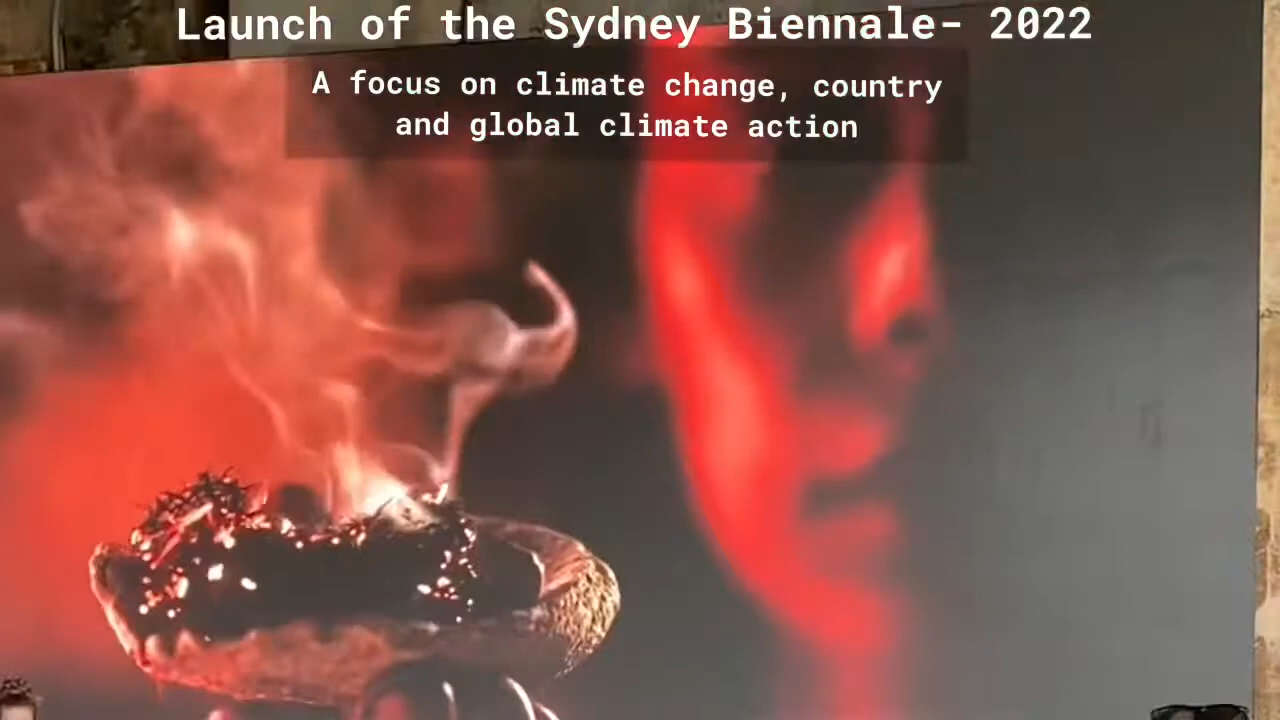 Launch of the Sydney Biennale- 2022
A focus on climate change, country
and global climate action